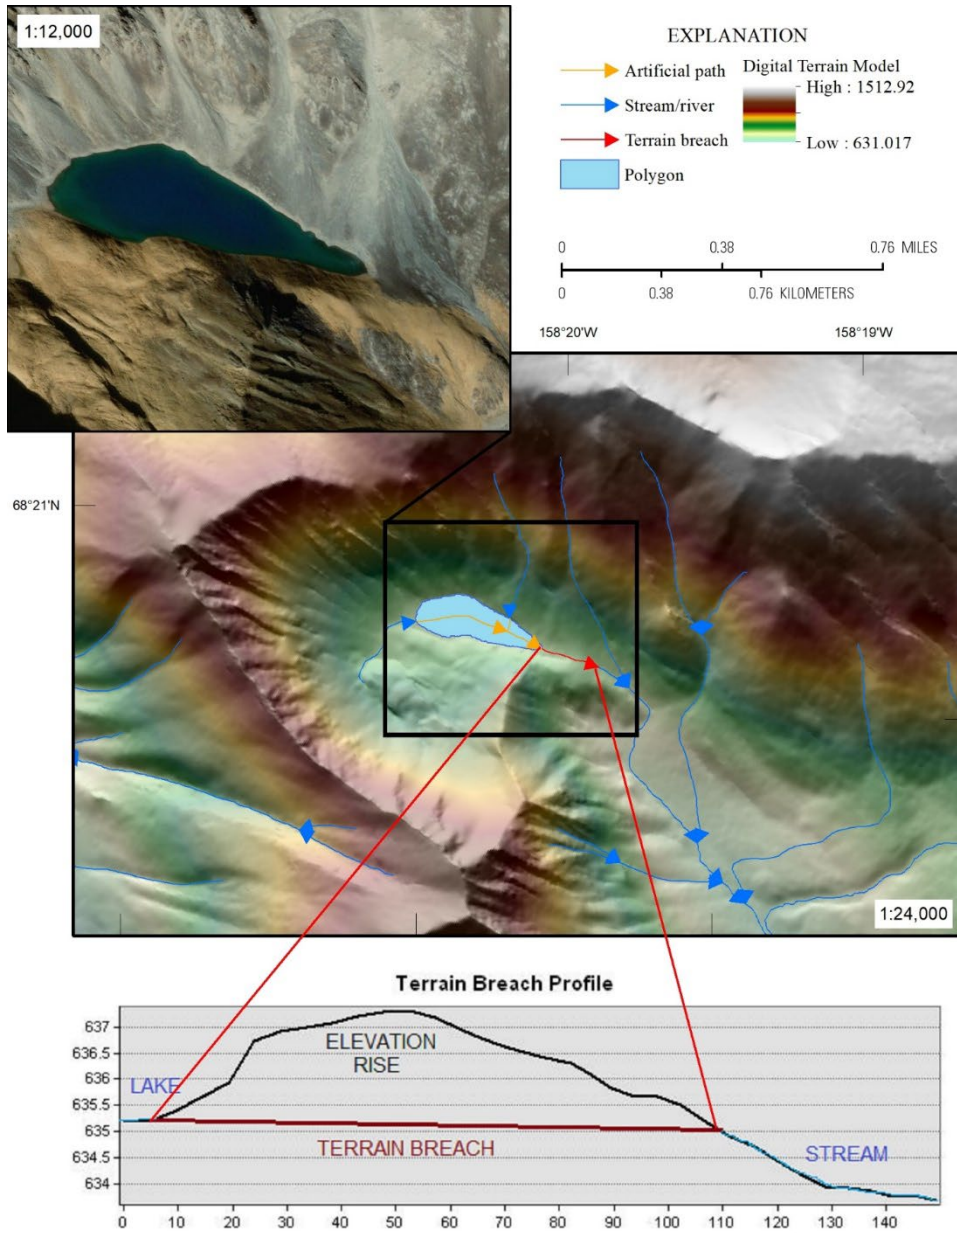 1:12,000
EXPLANATION
Artificial path
Stream/river
Terrain breach
Polygon
Digital Terrain Model
High : 1512.92
Low : 631.017
0 0.38 0.76 MILES
0 0.38 0.76 KILOMETERS
158°20'W 158°19'W
68°21'N
1:24,000
Terrain Breach Profile
637
636.5
636
635.5
635
634.5
634
LAKE
ELEVATION
RISE
TERRAIN BREACH
STREAM
0 10 20 30 40 50 60 70 80 90 100 110 120 130 140